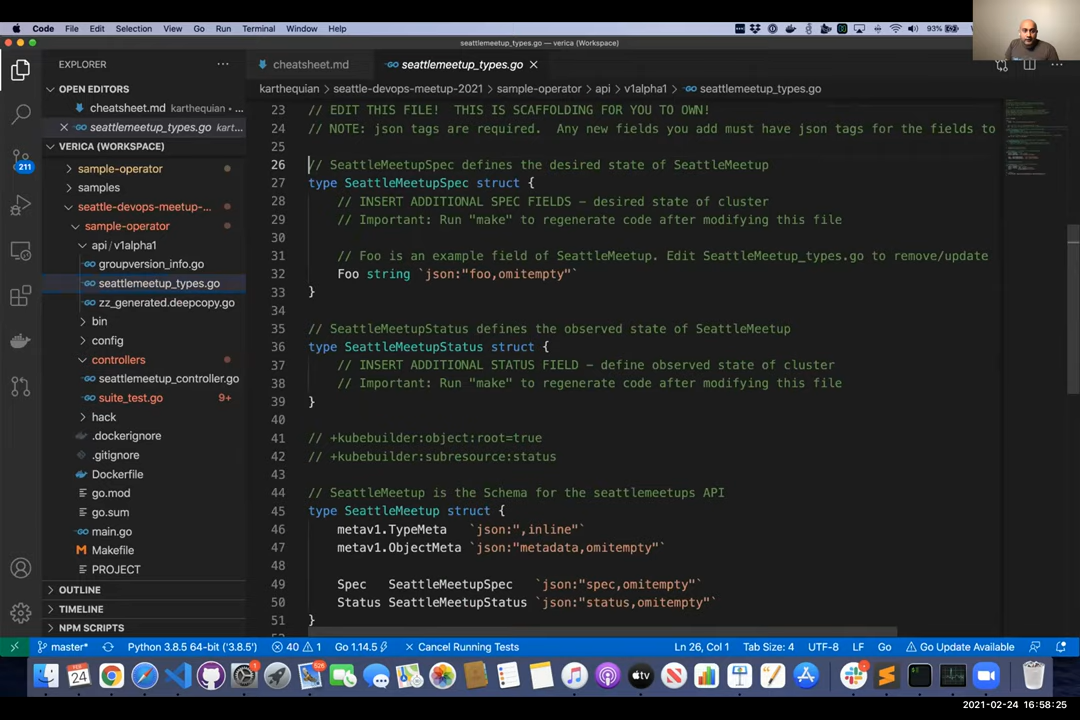 Code File Edit Selection View Go Run Terminal Window Help 93%
seattlemeetup_types.go — verica (Workspace)
EXPLORER ...
cheatsheet.md
seattlemeetup_types.go
OPEN EDITORS
cheatsheet.md karthequian • ...
seattlemeetup_types.go kart...
VERICA (WORKSPACE)
sample-operator
samples
seattle-devops-meetup-...
sample-operator
api/v1alpha1
groupversion_info.go
seattlemeetup_types.go
zz_generated.deepcopy.go
bin
config
controllers
seattlemeetup_controller.go
suite_test.go 9+
hack
.dockerignore
.gitignore
Dockerfile
go.mod
go.sum
main.go
Makefile
PROJECT
OUTLINE
TIMELINE
NPM SCRIPTS
211
karthequian > seattle-devops-meetup-2021 > sample-operator > api > v1alpha1 > seattlemeetup_types.go
23 // EDIT THIS FILE!  THIS IS SCAFFOLDING FOR YOU TO OWN!
24 // NOTE: json tags are required.  Any new fields you add must have json tags for the fields to
25
26 // SeattleMeetupSpec defines the desired state of SeattleMeetup
27 type SeattleMeetupSpec struct {
28 // INSERT ADDITIONAL SPEC FIELDS - desired state of cluster
29 // Important: Run "make" to regenerate code after modifying this file
30
31 // Foo is an example field of SeattleMeetup. Edit SeattleMeetup_types.go to remove/update
32 Foo string `json:"foo,omitempty"`
33 }
34
35 // SeattleMeetupStatus defines the observed state of SeattleMeetup
36 type SeattleMeetupStatus struct {
37 // INSERT ADDITIONAL STATUS FIELD - define observed state of cluster
38 // Important: Run "make" to regenerate code after modifying this file
39 }
40
41 // +kubebuilder:object:root=true
42 // +kubebuilder:subresource:status
43
44 // SeattleMeetup is the Schema for the seattlemeetups API
45 type SeattleMeetup struct {
46 metav1.TypeMeta `json:",inline"`
47 metav1.ObjectMeta `json:"metadata,omitempty"`
48
49 Spec SeattleMeetupSpec `json:"spec,omitempty"`
50 Status SeattleMeetupStatus `json:"status,omitempty"`
51 }
master* Python 3.8.5 64-bit ('3.8.5') 40 1 Go 1.14.5 Cancel Running Tests Ln 26, Col 1 Tab Size: 4 UTF-8 LF Go Go Update Available
24
2021-02-24 16:58:25